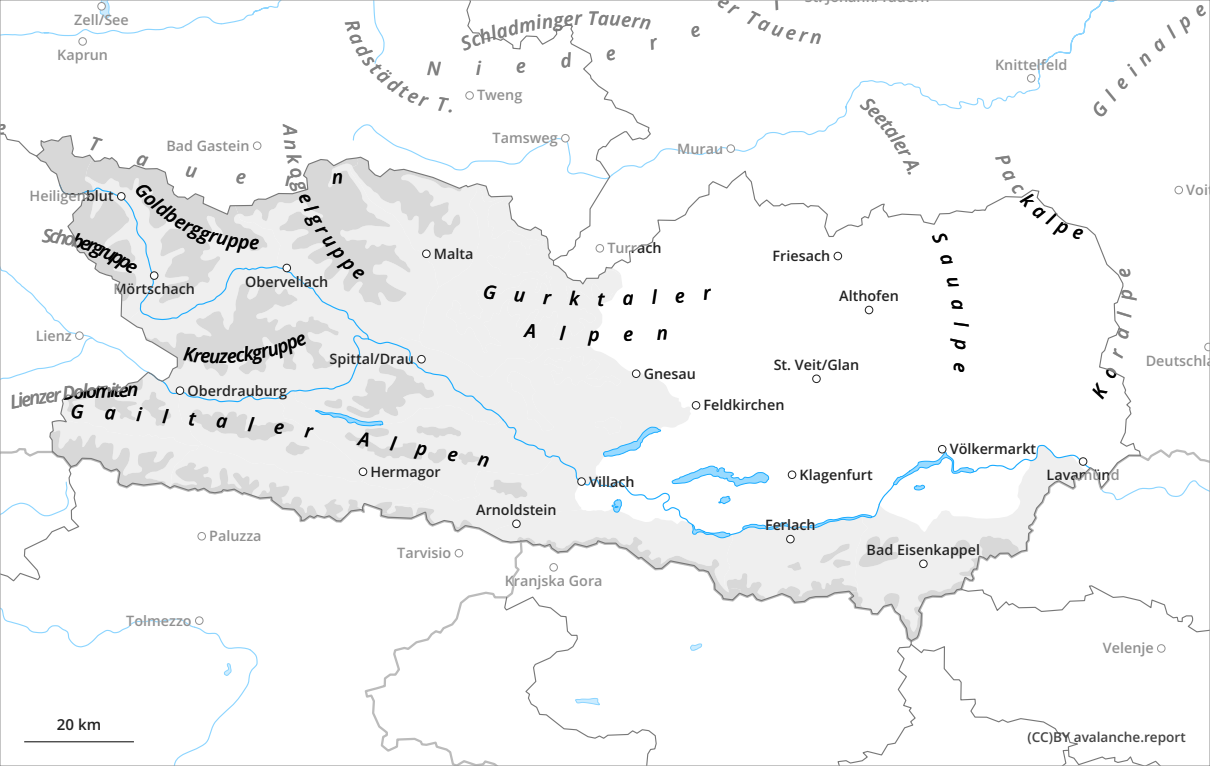 Zell/See
Kaprun
Radstädter T.
Schladminger Tauern
er Tauern
Niedere
Tweng
Tamsweg
Murau
Knittelfeld
Gleinalpe
Seetaler A.
Bad Gastein
Tauern
Ankogelgruppe
Packalpe
Heiligenblut
Goldberggruppe
Schobergruppe
Mörtschach
Obervellach
Malta
Turrach
Friesach
Althofen
Saualpe
Koralpe
Gurktaler
Alpen
Lienz
Kreuzeckgruppe
Spittal/Drau
Gnesau
St. Veit/Glan
Lienzer Dolomiten
Oberdrauburg
Feldkirchen
Gailtaler Alpen
Hermagor
Villach
Klagenfurt
Völkermarkt
Lavamünd
Arnoldstein
Ferlach
Bad Eisenkappel
Paluzza
Tarvisio
Kranjska Gora
Tolmezzo
Velenje
20 km
(CC)BY avalanche.report